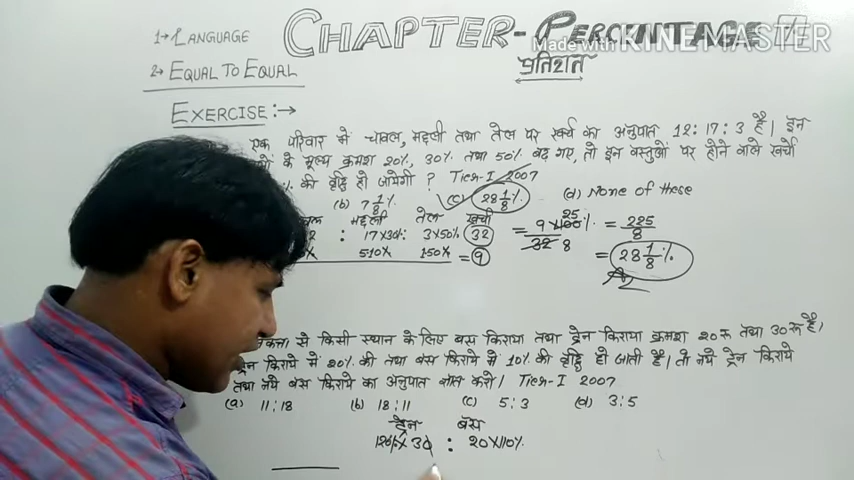 1→ LANGUAGE
CHAPTER- PERCENTAGE %
Made with KINEMASTER
2→ EQUAL TO EQUAL
प्रतिशत
EXERCISE:→
एक परिवार में चावल, मछली तथा तेल पर खर्च का अनुपात 12:17:3 है। इन
के मूल्य क्रमश 20%, 30% तथा 50% बढ़ गए, तो इन वस्तुओं पर होने वाले खर्चो
% की वृद्धि हो जायेगी? Tier-I 2007
(b) 7 1/8 % (c) 28 1/8 % (d) None of these
मछली तेल खर्चा
2 : 17×30% : 3×50% 32 = 9×100/32 % 25 8 = 225/8
510% 150% = 9 = 28 1/8 %
से किसी स्थान के लिए बस किराया तथा ट्रेन किराया क्रमश 20 रू तथा 30 रू है।
ट्रेन किराये में 20% की तथा बस किराये में 10% की वृद्धि हो जाती है। तो नये ट्रेन किराये
तथा नये बस किराये का अनुपात ज्ञात करो। Tier-I 2007
(a) 11:18 (b) 18:11 (c) 5:3 (d) 3:5
ट्रेन बस
120%×30 : 20×110%